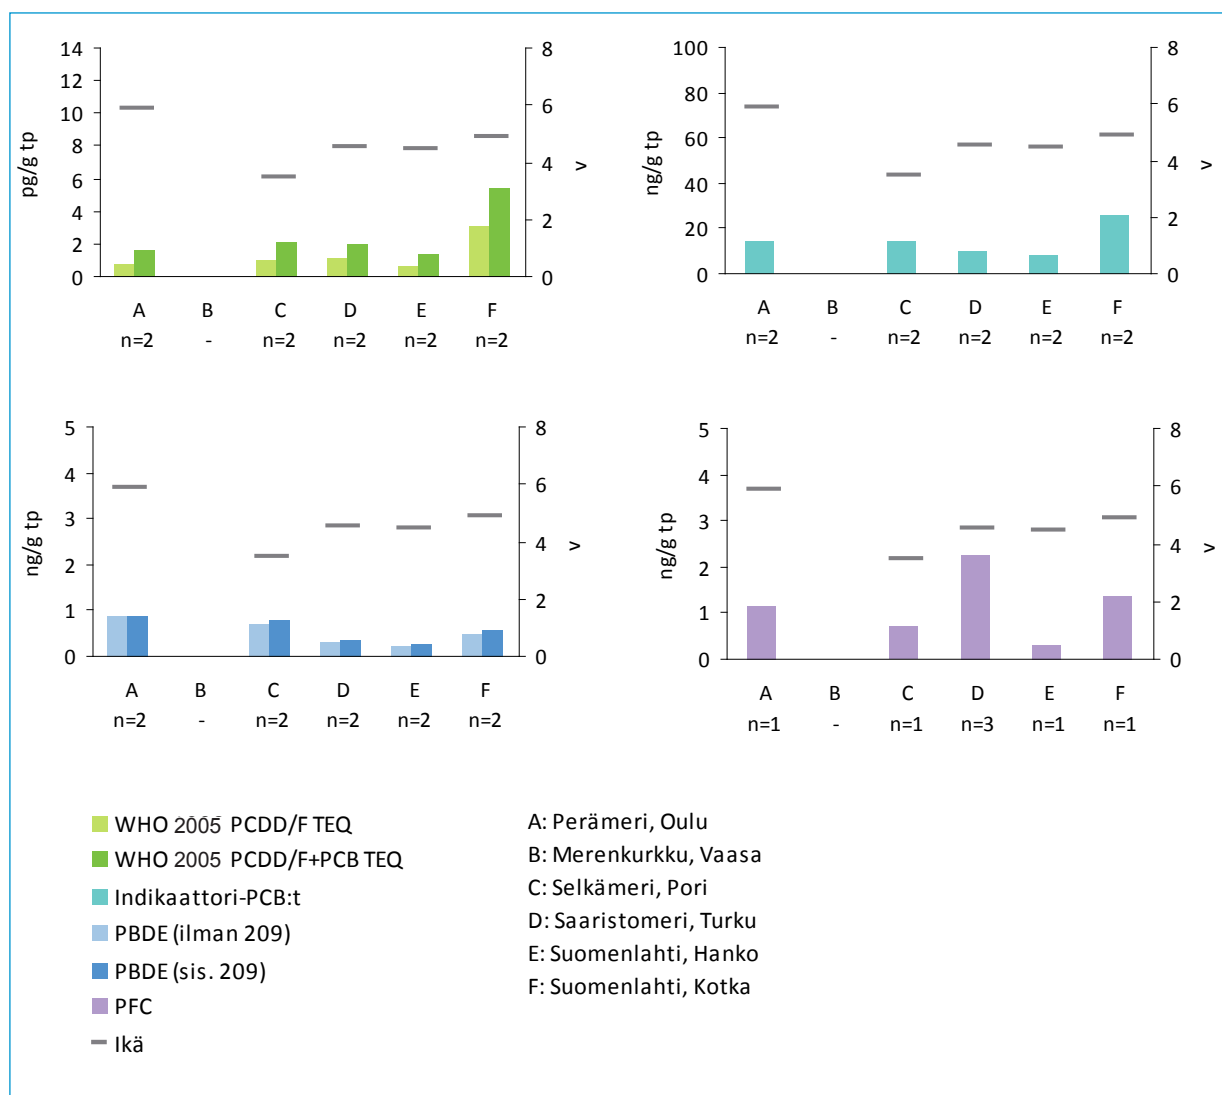 14
12
10
8
6
4
2
0
pg/g tp
8
6
4
2
0
v
A B C D E F
n=2 - n=2 n=2 n=2 n=2
100
80
60
40
20
0
ng/g tp
8
6
4
2
0
v
A B C D E F
n=2 - n=2 n=2 n=2 n=2
5
4
3
2
1
0
ng/g tp
8
6
4
2
0
v
A B C D E F
n=2 - n=2 n=2 n=2 n=2
5
4
3
2
1
0
ng/g tp
8
6
4
2
0
v
A B C D E F
n=1 - n=1 n=3 n=1 n=1
WHO 2005 PCDD/F TEQ
WHO 2005 PCDD/F+PCB TEQ
Indikaattori-PCB:t
PBDE (ilman 209)
PBDE (sis. 209)
PFC
Ikä
A: Perämeri, Oulu
B: Merenkurkku, Vaasa
C: Selkämeri, Pori
D: Saaristomeri, Turku
E: Suomenlahti, Hanko
F: Suomenlahti, Kotka